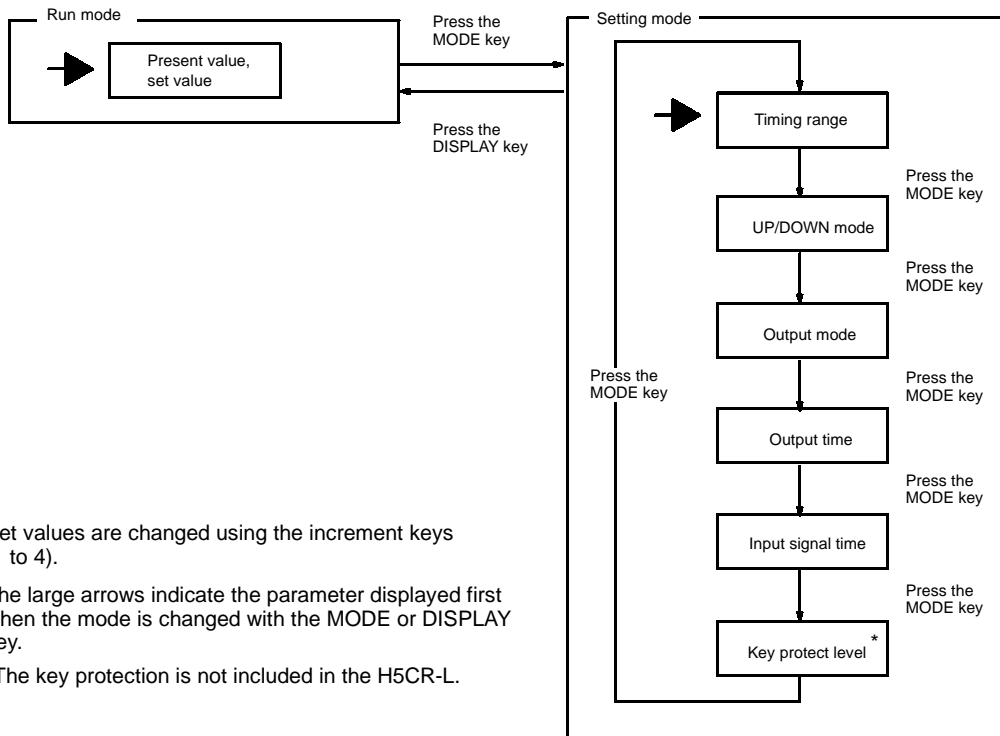 Run mode
Present value,
set value
Press the
MODE key
Press the
DISPLAY key
Setting mode
Timing range
Press the
MODE key
UP/DOWN mode
Press the
MODE key
Output mode
Press the
MODE key
Press the
MODE key
Output time
Press the
MODE key
Input signal time
Press the
MODE key
Key protect level *
values are changed using the increment keys
to 4).
large arrows indicate the parameter displayed first
the mode is changed with the MODE or DISPLAY
The key protection is not included in the H5CR-L.